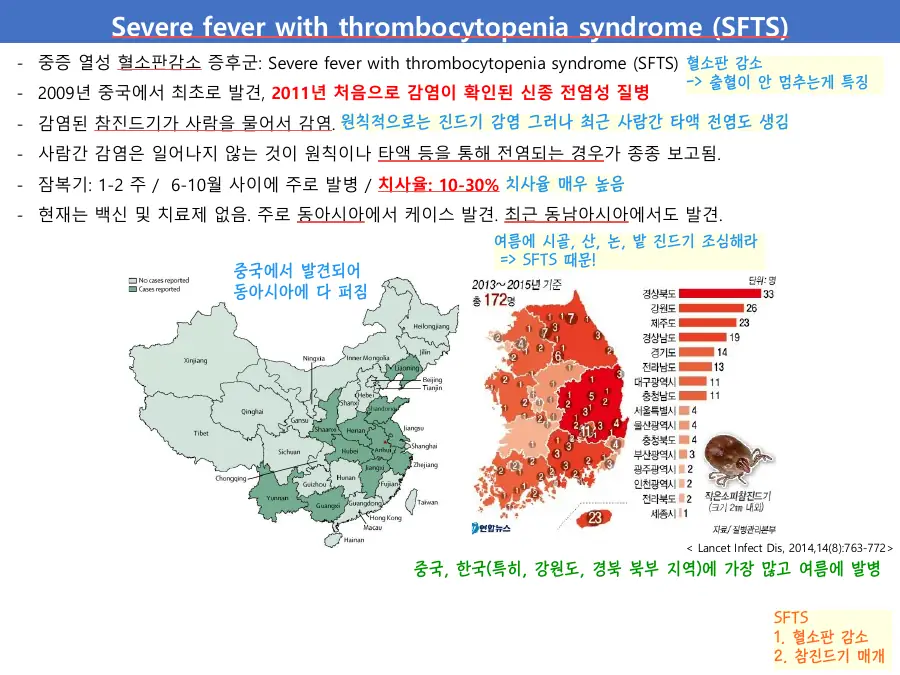 Severe fever with thrombocytopenia syndrome (SFTS)
- 중증 열성 혈소판감소 증후군: Severe fever with thrombocytopenia syndrome (SFTS)
혈소판 감소
-> 출혈이 안 멈추는게 특징
- 2009년 중국에서 최초로 발견, 2011년 처음으로 감염이 확인된 신종 전염성 질병
- 감염된 참진드기가 사람을 물어서 감염. 원칙적으로는 진드기 감염 그러나 최근 사람간 타액 전염도 생김
- 사람간 감염은 일어나지 않는 것이 원칙이나 타액 등을 통해 전염되는 경우가 종종 보고됨.
- 잠복기: 1-2 주 / 6-10월 사이에 주로 발병 / 치사율: 10-30% 치사율 매우 높음
- 현재는 백신 및 치료제 없음. 주로 동아시아에서 케이스 발견. 최근 동남아시아에서도 발견.
여름에 시골, 산, 논, 밭 진드기 조심해라
=> SFTS 때문!
중국에서 발견되어
동아시아에 다 퍼짐
No cases reported
Cases reported
Heilongjiang
Jilin
Liaoning
Inner Mongolia
Ningxia
Xinjiang
Beijing
Tianjin
Hebei
Shanxi
Shandong
Qinghai
Gansu
Shaanxi
Henan
Jiangsu
Tibet
Sichuan
Hubei
Anhui
Shanghai
Zhejiang
Chongqing
Jiangxi
Hunan
Guizhou
Fujian
Yunnan
Guangxi
Guangdong
Taiwan
Hong Kong
Macau
Hainan
2013~2015년 기준
총 172명
23
연합뉴스
단위: 명
경상북도 33
강원도 26
제주도 23
경상남도 19
경기도 14
전라남도 13
대구광역시 11
충청남도 11
서울특별시 4
울산광역시 4
충청북도 4
부산광역시 3
광주광역시 2
인천광역시 2
전라북도 2
세종시 1
작은소피참진드기
(크기 2㎜ 내외)
자료/ 질병관리본부
< Lancet Infect Dis, 2014,14(8):763-772>
중국, 한국(특히, 강원도, 경북 북부 지역)에 가장 많고 여름에 발병
SFTS
1. 혈소판 감소
2. 참진드기 매개